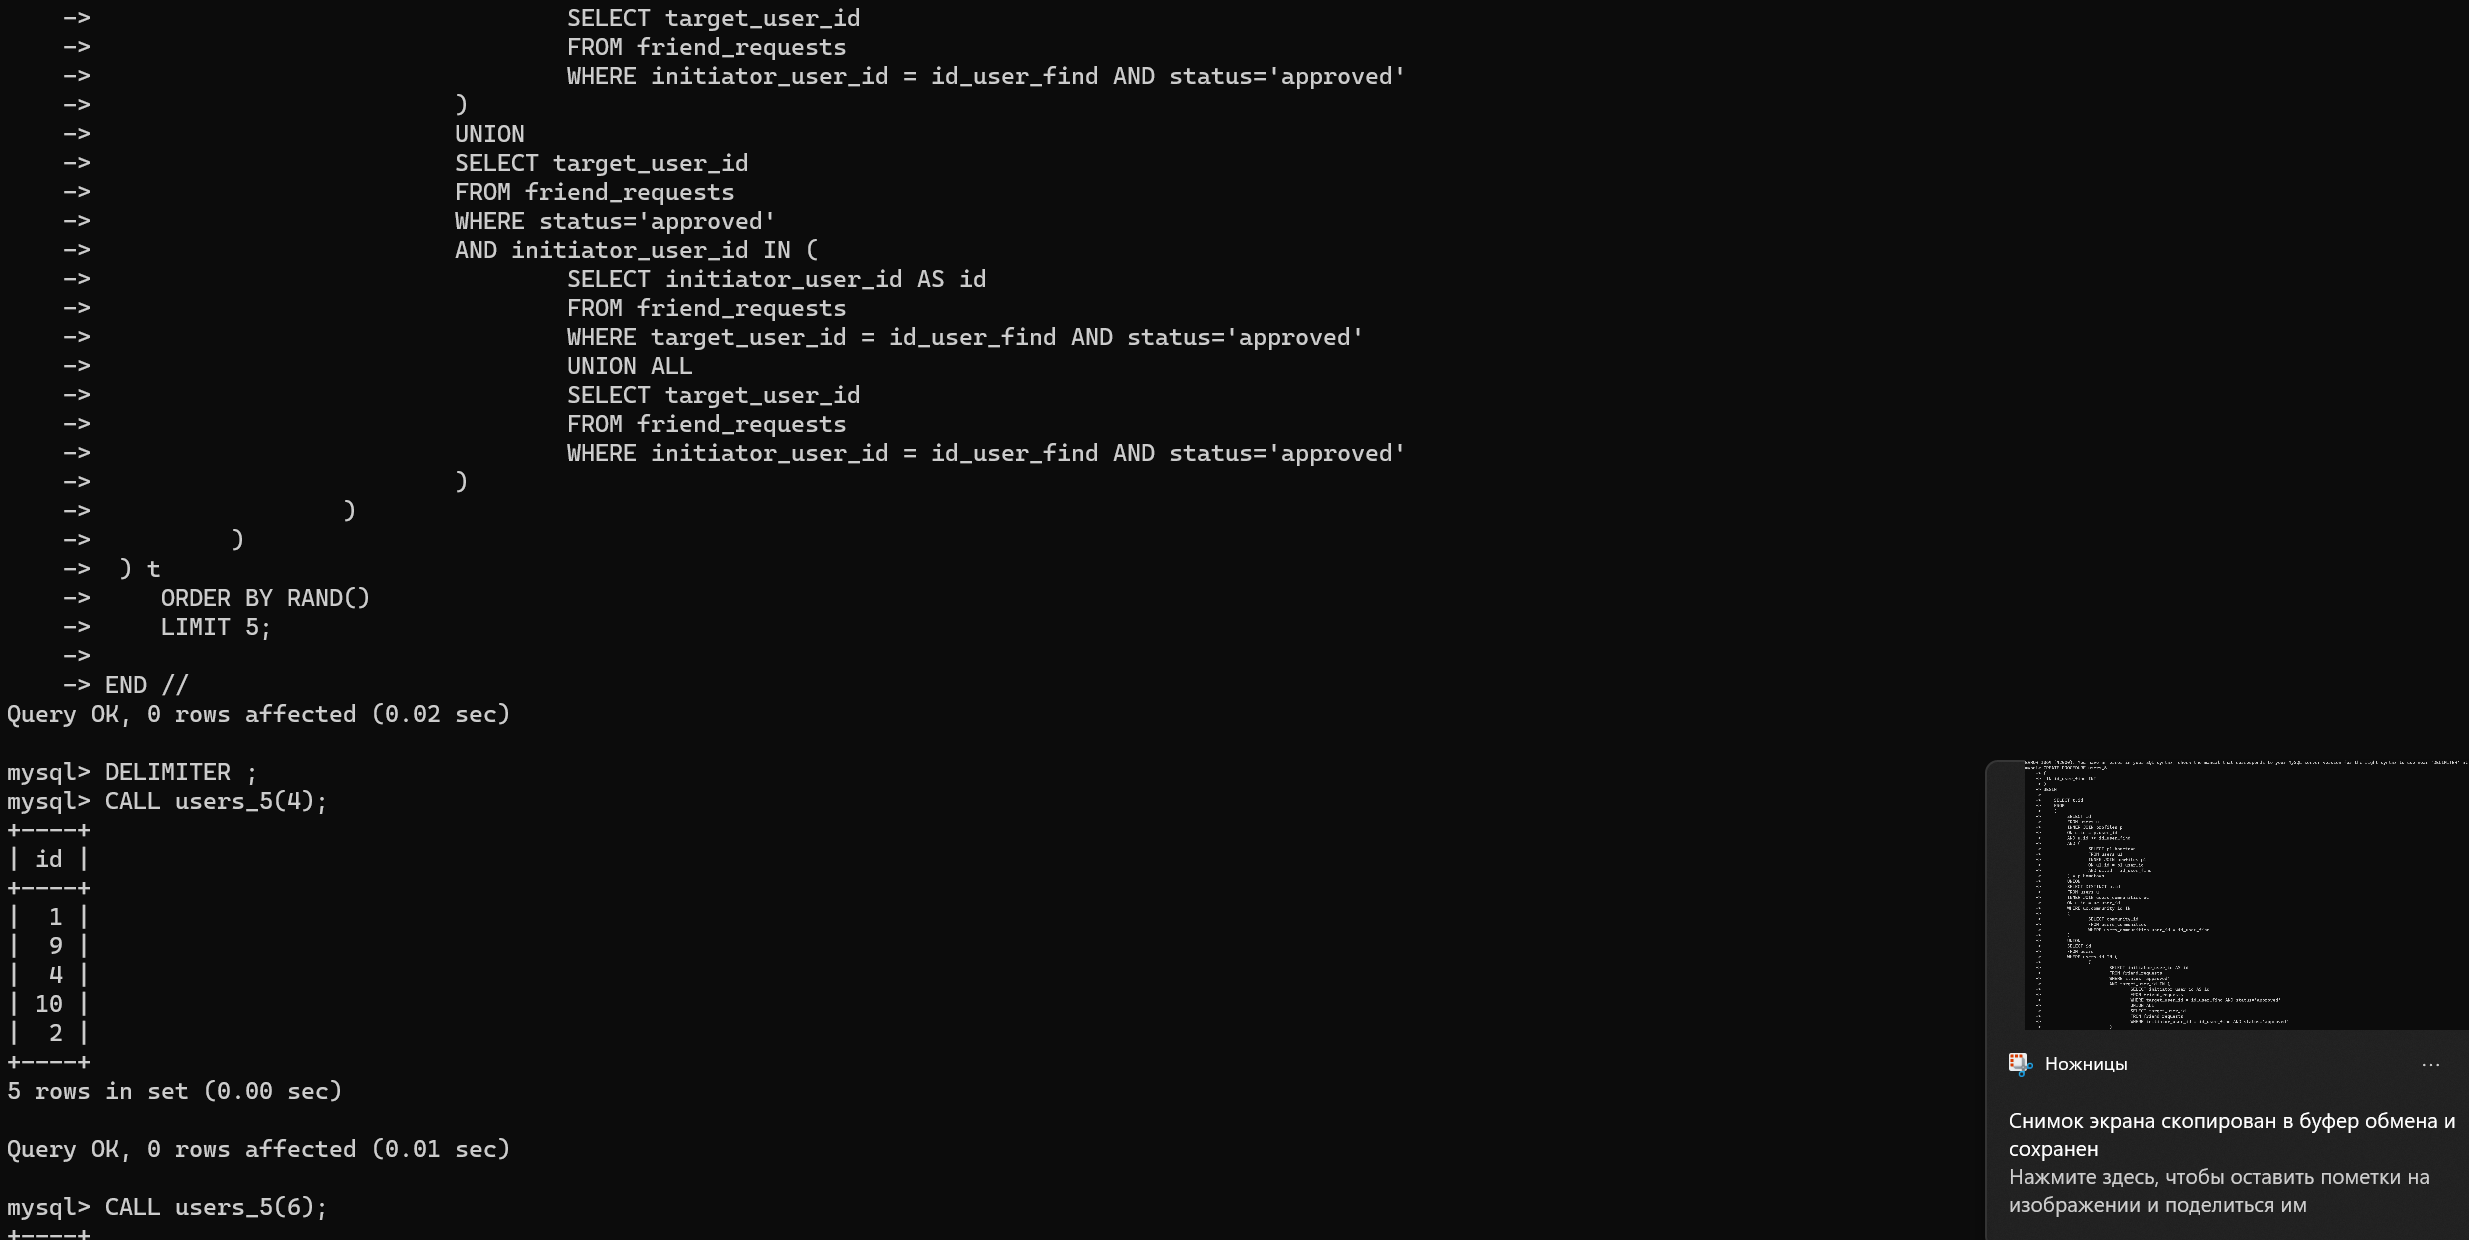 -> SELECT target_user_id
-> FROM friend_requests
-> WHERE initiator_user_id = id_user_find AND status='approved'
-> )
-> UNION
-> SELECT target_user_id
-> FROM friend_requests
-> WHERE status='approved'
-> AND initiator_user_id IN (
-> SELECT initiator_user_id AS id
-> FROM friend_requests
-> WHERE target_user_id = id_user_find AND status='approved'
-> UNION ALL
-> SELECT target_user_id
-> FROM friend_requests
-> WHERE initiator_user_id = id_user_find AND status='approved'
-> )
-> )
-> )
-> ) t
-> ORDER BY RAND()
-> LIMIT 5;
->
-> END //
Query OK, 0 rows affected (0.02 sec)
mysql> DELIMITER ;
mysql> CALL users_5(4);
+----+
| id |
+----+
| 1 |
| 9 |
| 4 |
| 10 |
| 2 |
+----+
5 rows in set (0.00 sec)
Query OK, 0 rows affected (0.01 sec)
mysql> CALL users_5(6);
+----+
Ножницы
...
Снимок экрана скопирован в буфер обмена и
сохранен
Нажмите здесь, чтобы оставить пометки на
изображении и поделиться им